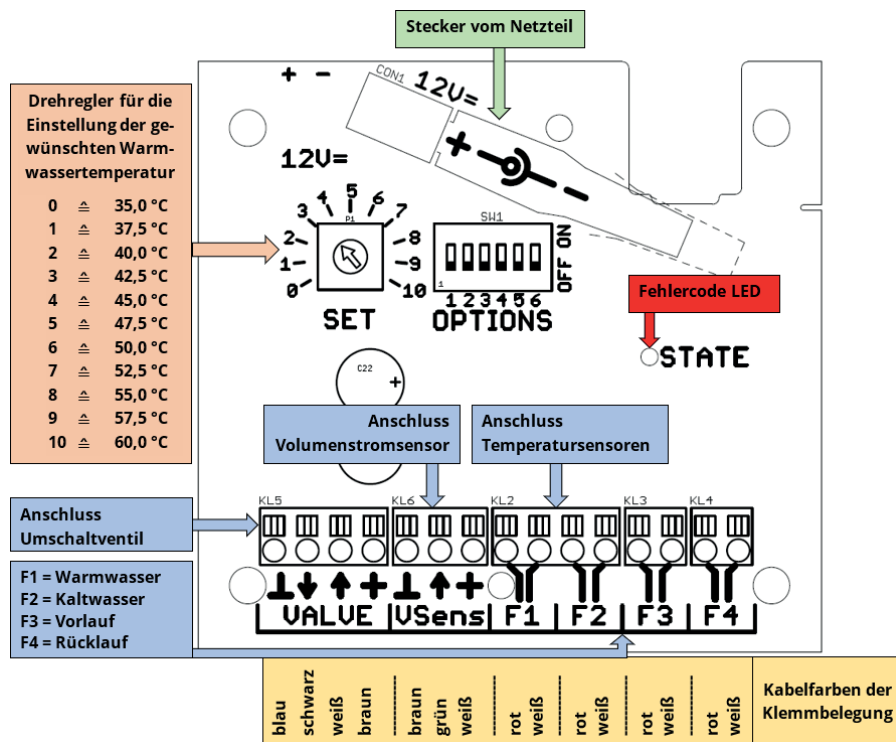 Stecker vom Netzteil
+ -
CON1
12V=
+ -
12V=
Drehregler für die
Einstellung der ge-
wünschten Warm-
wassertemperatur
0 ≙ 35,0 °C
1 ≙ 37,5 °C
2 ≙ 40,0 °C
3 ≙ 42,5 °C
4 ≙ 45,0 °C
5 ≙ 47,5 °C
6 ≙ 50,0 °C
7 ≙ 52,5 °C
8 ≙ 55,0 °C
9 ≙ 57,5 °C
10 ≙ 60,0 °C
0 1 2 3 4 5 6 7 8 9 10
P1
SET
SW1
1
1 2 3 4 5 6
OFF ON
OPTIONS
Fehlercode LED
STATE
C22
+
Anschluss
Volumenstromsensor
Anschluss
Temperatursensoren
Anschluss
Umschaltventil
KL5 KL6 KL2 KL3 KL4
+ +
VALVE VSens F1 F2 F3 F4
F1 = Warmwasser
F2 = Kaltwasser
F3 = Vorlauf
F4 = Rücklauf
blau
schwarz
weiß
braun
braun
grün
weiß
rot
weiß
rot
weiß
rot
weiß
rot
weiß
Kabelfarben der
Klemmbelegung